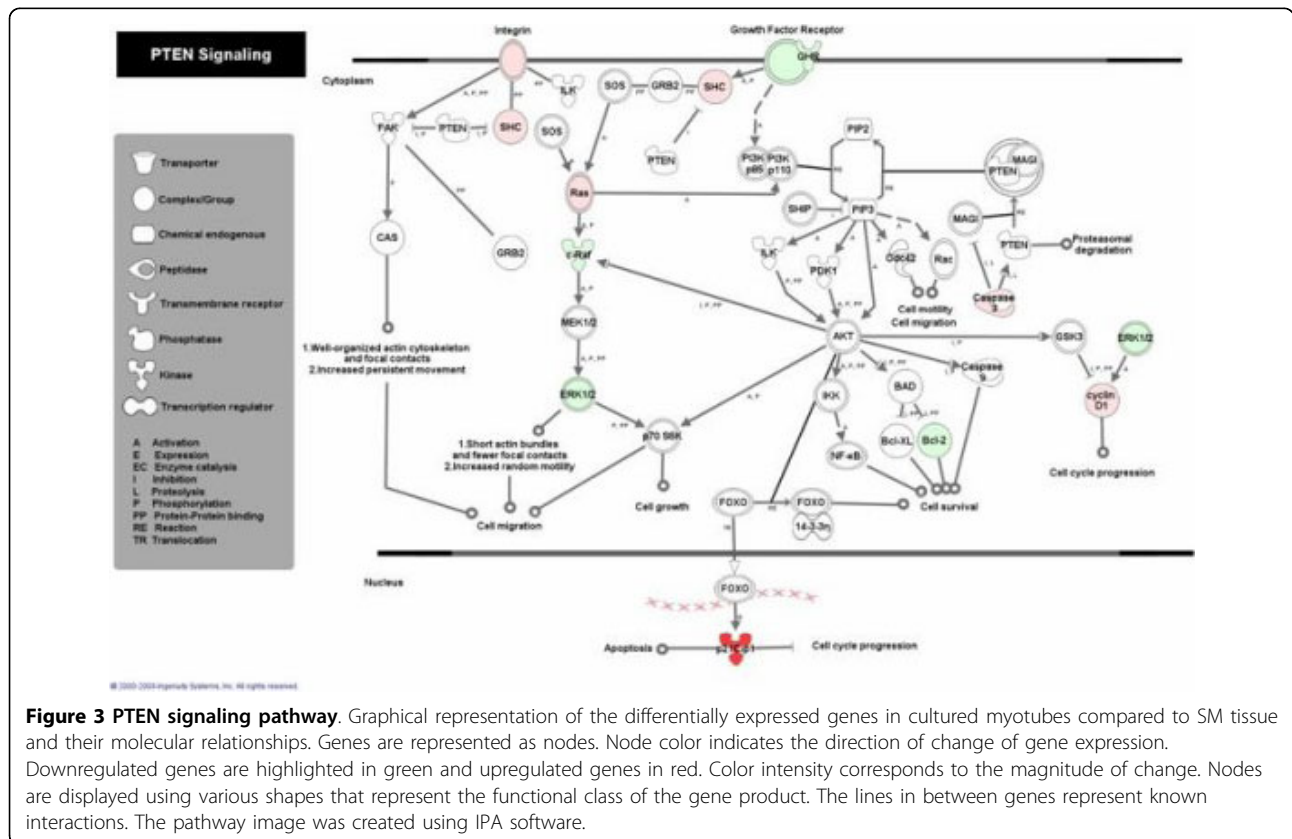 PTEN Signaling
Integrin
Growth Factor Receptor
Cytoplasm
GHR
ILK
SOS
GRB2
SHC
FAK
PTEN
SHC
SOS
PTEN
PI3K p85
PI3K p110
PIP2
PTEN
MAGI
Ras
SHIP
PIP3
MAGI
PTEN
Proteasomal
degradation
CAS
GRB2
c-Raf
ILK
PDK1
Cdc42
Rac
Caspase
3
Cell motility
Cell migration
MEK1/2
AKT
GSK3
ERK1/2
1.Well-organized actin cytoskeleton
and focal contacts
2.Increased persistent movement
Caspase
9
BAD
IKK
cyclin
D1
ERK1/2
p70 S6K
Bcl-XL
Bcl-2
NF-κB
1.Short actin bundles
and fewer focal contacts
2.Increased random motility
Cell cycle progression
Cell migration
Cell growth
FOXO
FOXO
14-3-3η
Cell survival
Nucleus
FOXO
Apoptosis
Cell cycle progression
Transporter
Complex/Group
Chemical endogenous
Peptidase
Transmembrane receptor
Phosphatase
Kinase
Transcription regulator
A Activation
E Expression
EC Enzyme catalysis
I Inhibition
L Proteolysis
P Phosphorylation
PP Protein-Protein binding
RE Reaction
TR Translocation
© 2000-2009 Ingenuity Systems, Inc. All rights reserved.
Figure 3 PTEN signaling pathway. Graphical representation of the differentially expressed genes in cultured myotubes compared to SM tissue
and their molecular relationships. Genes are represented as nodes. Node color indicates the direction of change of gene expression.
Downregulated genes are highlighted in green and upregulated genes in red. Color intensity corresponds to the magnitude of change. Nodes
are displayed using various shapes that represent the functional class of the gene product. The lines in between genes represent known
interactions. The pathway image was created using IPA software.